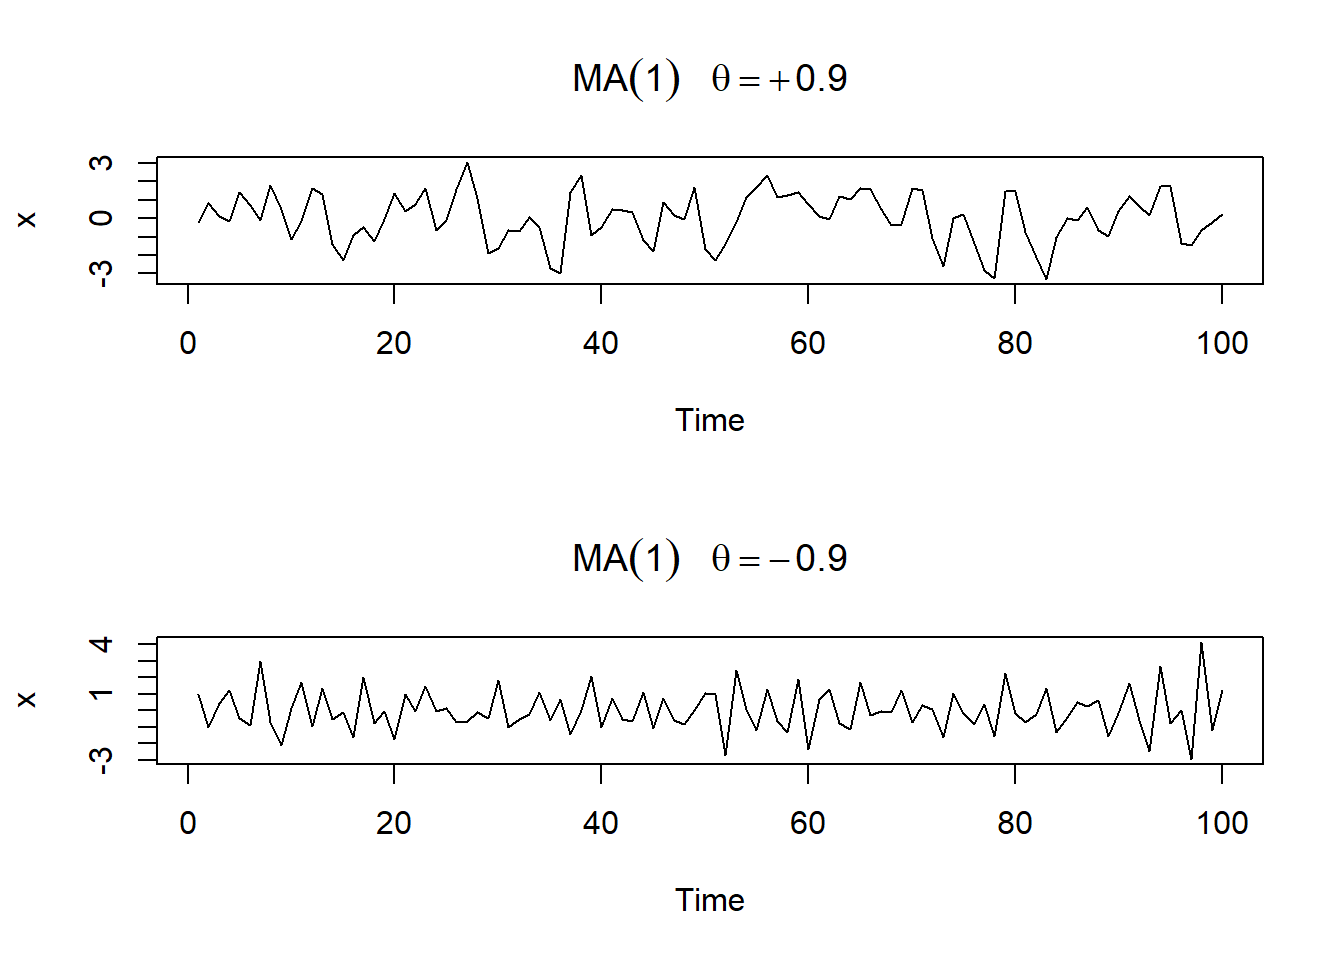 MA(1) θ = +0.9
x
3
0
-3
0 20 40 60 80 100
Time
MA(1) θ = −0.9
x
4
1
-3
0 20 40 60 80 100
Time